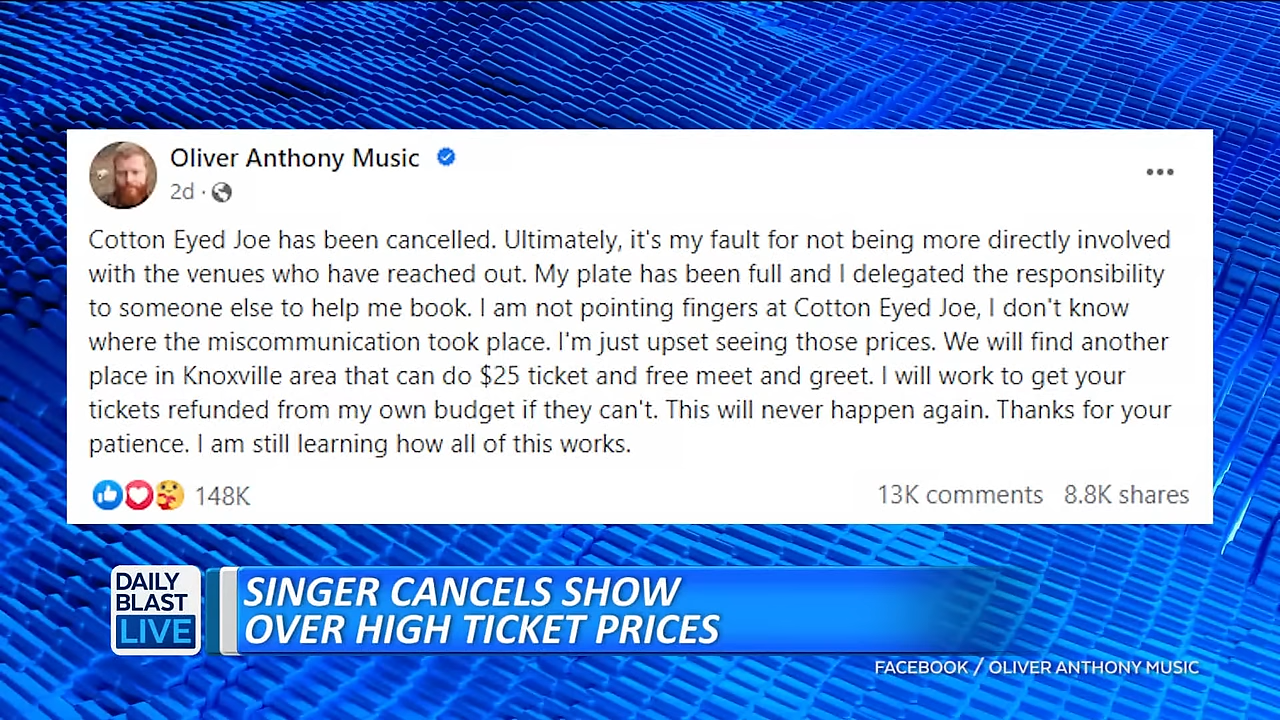 Oliver Anthony Music
2d ·
Cotton Eyed Joe has been cancelled. Ultimately, it's my fault for not being more directly involved
with the venues who have reached out. My plate has been full and I delegated the responsibility
to someone else to help me book. I am not pointing fingers at Cotton Eyed Joe, I don't know
where the miscommunication took place. I'm just upset seeing those prices. We will find another
place in Knoxville area that can do $25 ticket and free meet and greet. I will work to get your
tickets refunded from my own budget if they can't. This will never happen again. Thanks for your
patience. I am still learning how all of this works.
148K
13K comments 8.8K shares
DAILY
BLAST
LIVE
SINGER CANCELS SHOW
OVER HIGH TICKET PRICES
FACEBOOK / OLIVER ANTHONY MUSIC